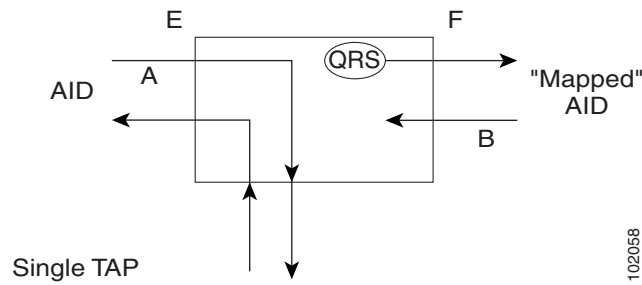 E
F
A
QRS
AID
"Mapped"
AID
B
Single TAP
102058